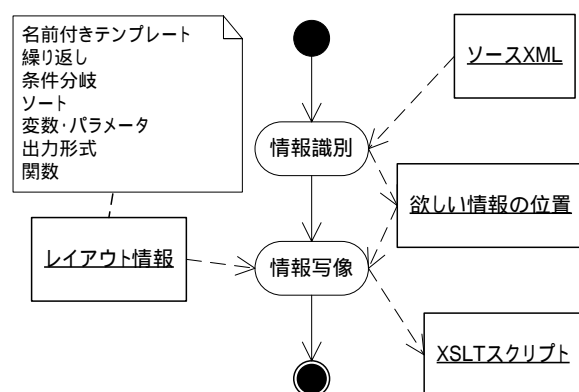 名前付きテンプレート
繰り返し
条件分岐
ソート
変数・パラメータ
出力形式
関数
ソースXML
情報識別
欲しい情報の位置
レイアウト情報
情報写像
XSLTスクリプト